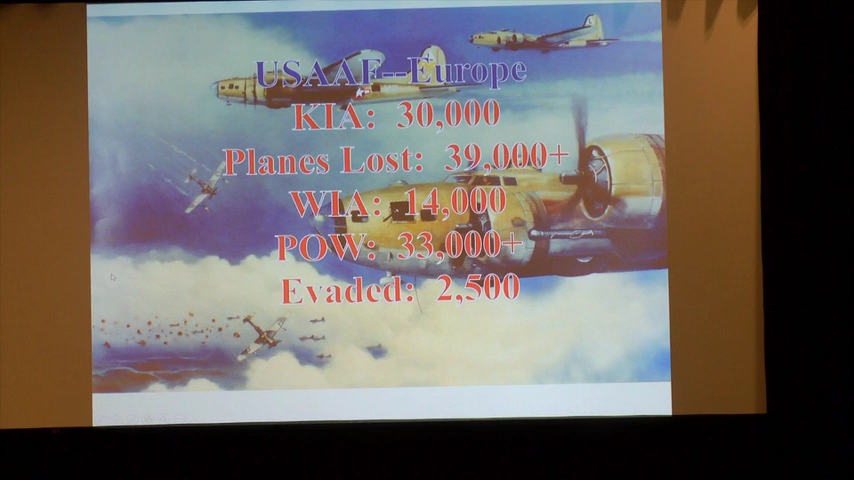 USAAF--Europe
KIA: 30,000
Planes Lost: 39,000+
WIA: 14,000
POW: 33,000+
Evaded: 2,500